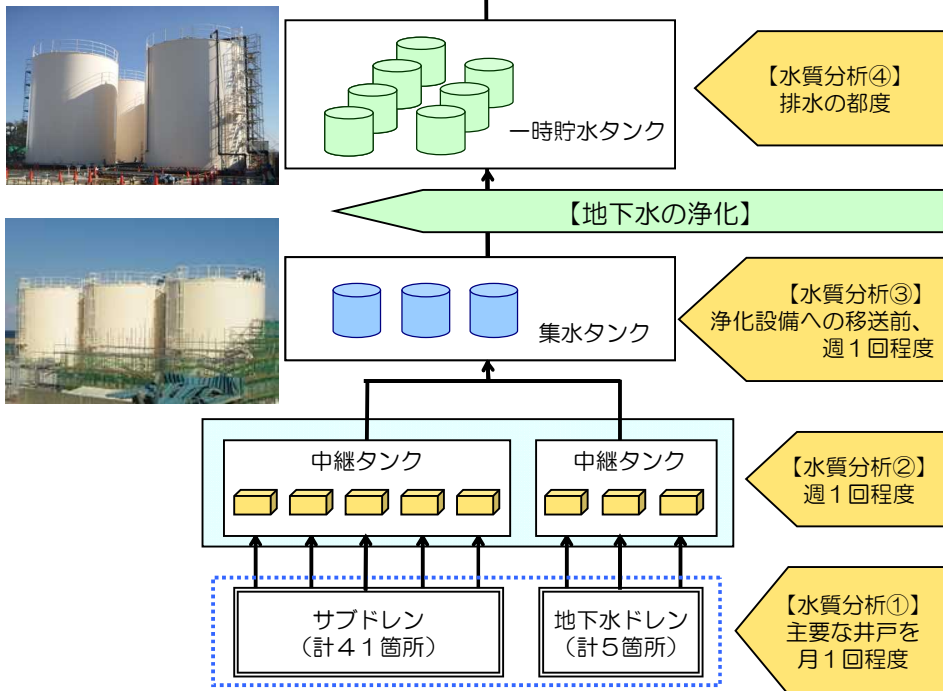 【水質分析④】
排水の都度
一時貯水タンク
【地下水の浄化】
【水質分析③】
浄化設備への移送前、
週１回程度
集水タンク
中継タンク
中継タンク
【水質分析②】
週１回程度
サブドレン
（計４１箇所）
地下水ドレン
（計５箇所）
【水質分析①】
主要な井戸を
月１回程度